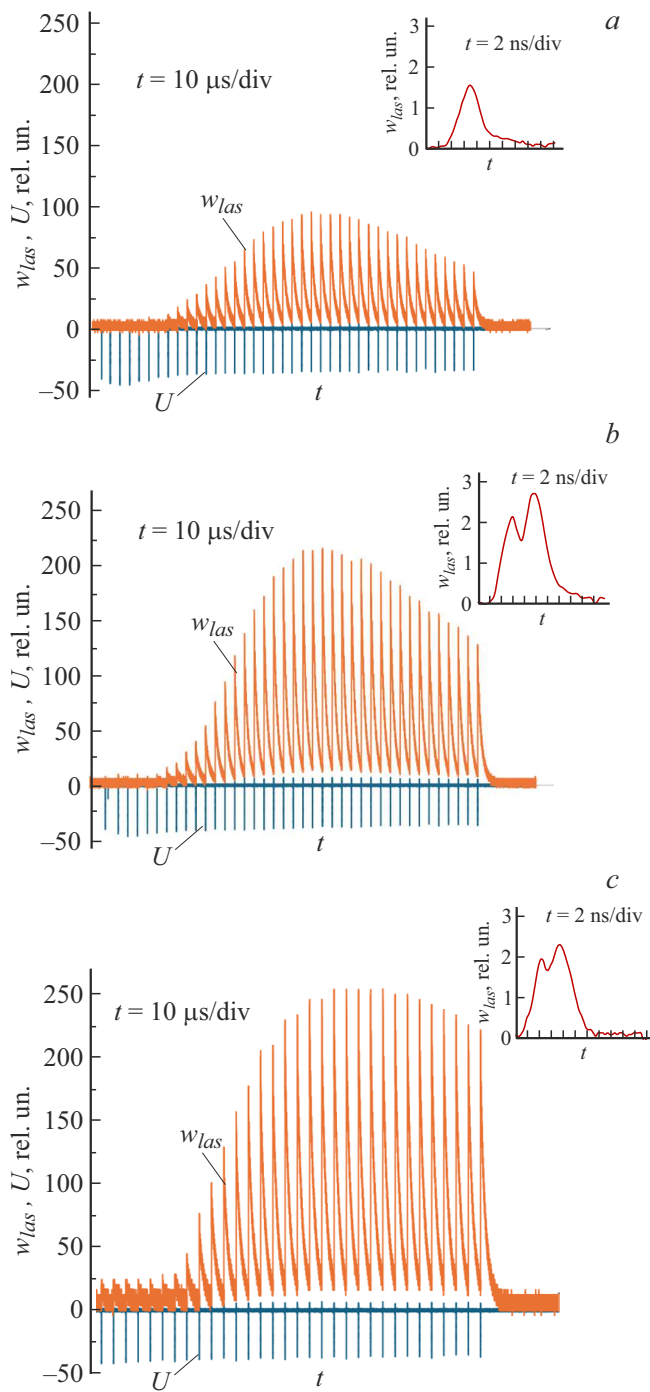 a
250
200
150
100
50
0
−50
w_las , U, rel. un.
t = 10 μs/div
w_las
U
t
3
2
1
0
w_las, rel. un.
t = 2 ns/div
t
b
250
200
150
100
50
0
−50
w_las , U, rel. un.
t = 10 μs/div
w_las
U
t
3
2
1
0
w_las, rel. un.
t = 2 ns/div
t
c
250
200
150
100
50
0
−50
w_las , U, rel. un.
t = 10 μs/div
w_las
U
t
3
2
1
0
w_las, rel. un.
t = 2 ns/div
t